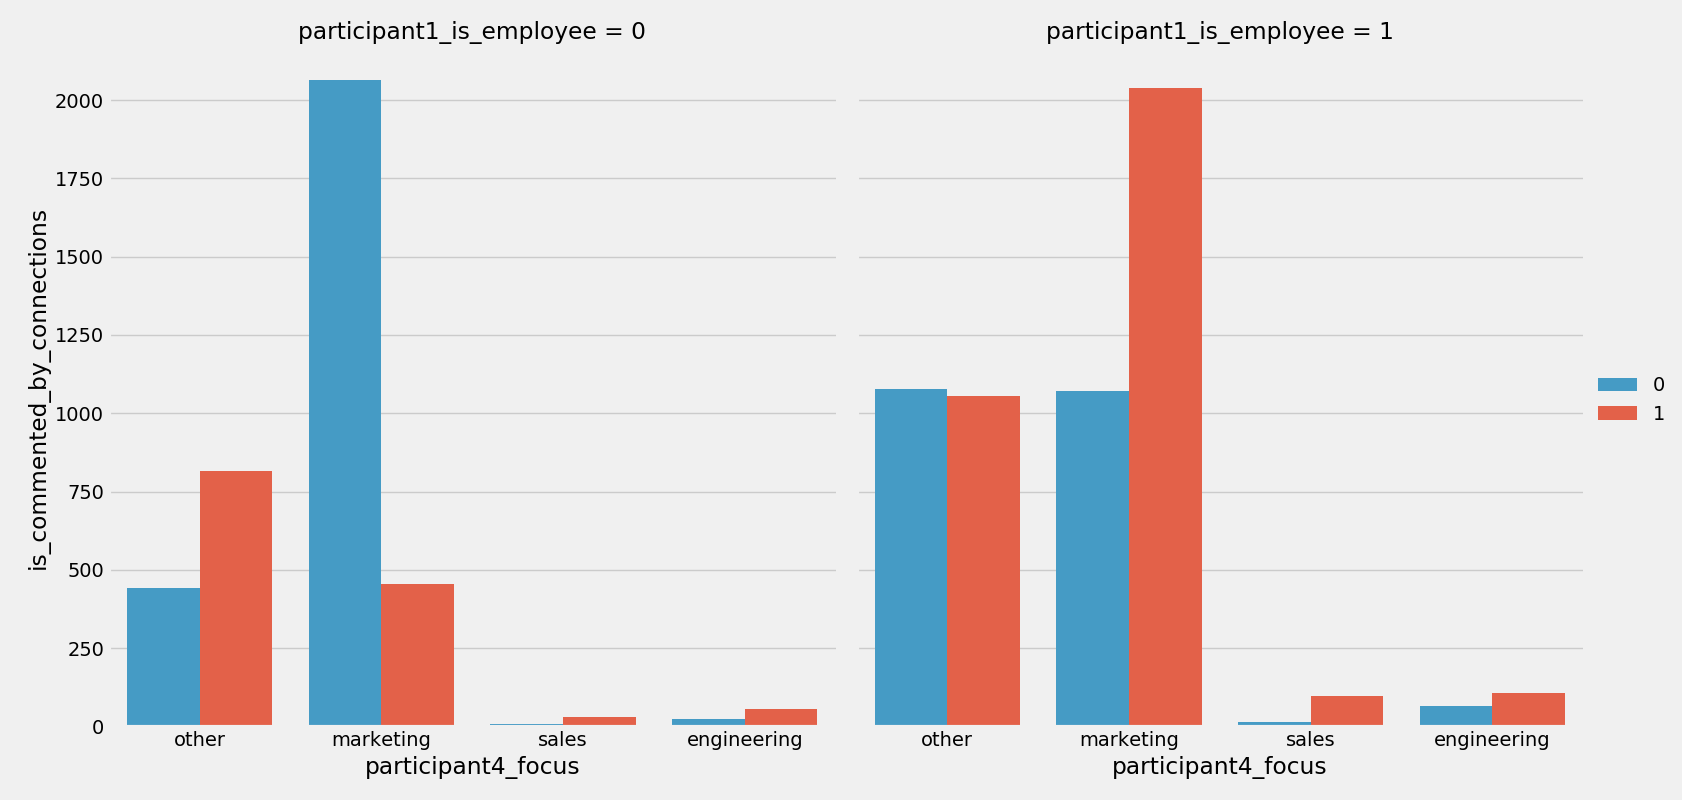 participant1_is_employee = 0
participant1_is_employee = 1
is_commented_by_connections
2000
1750
1500
1250
1000
750
500
250
0
other marketing sales engineering
participant4_focus
other marketing sales engineering
participant4_focus
0
1